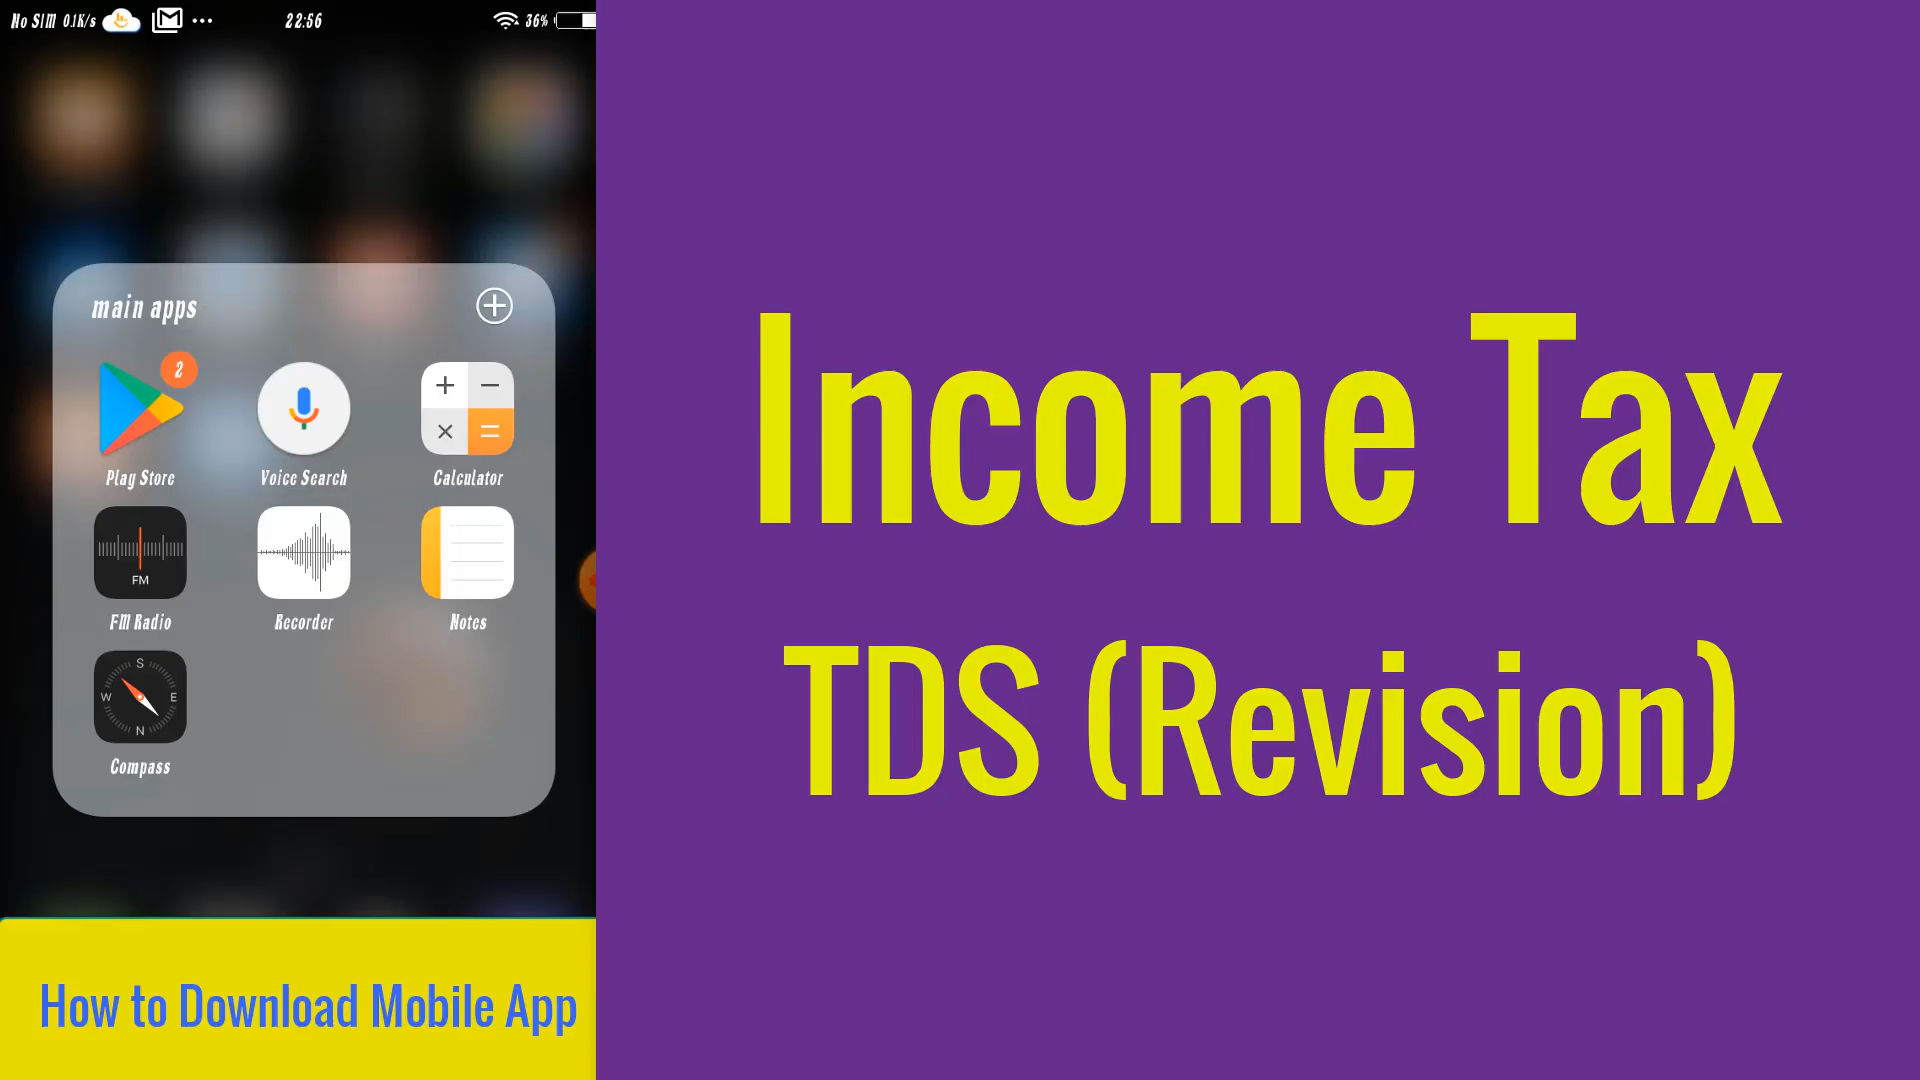 No SIM 0.1K/s 22:56 36%
main apps
2
Play Store Voice Search Calculator
FM
FM Radio Recorder Notes
S
W E
N
Compass
How to Download Mobile App
Income Tax
TDS (Revision)